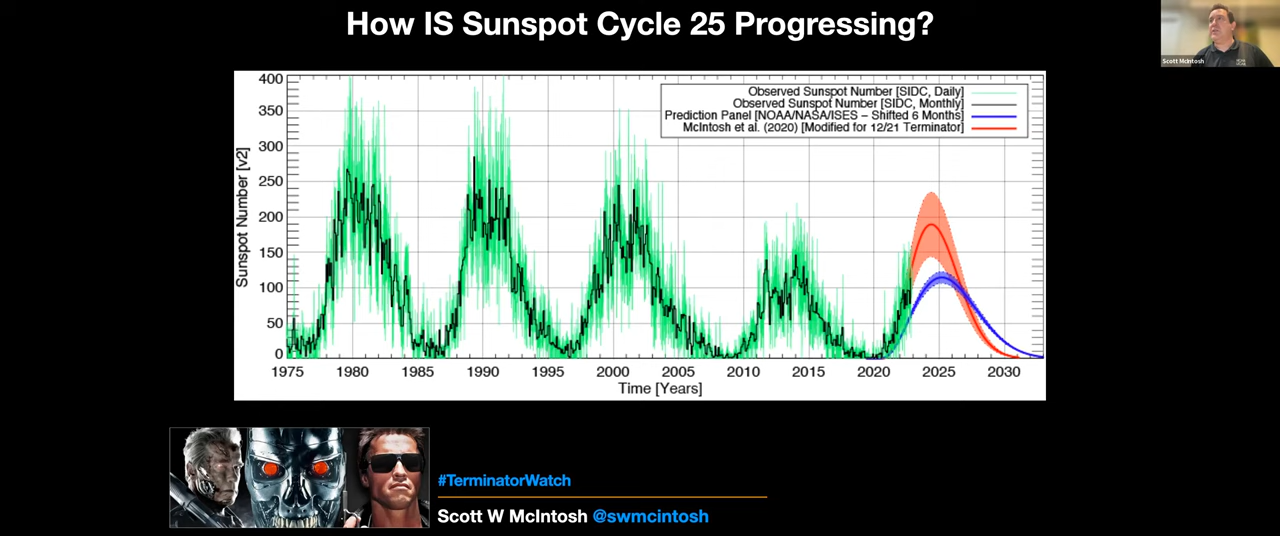 How IS Sunspot Cycle 25 Progressing?
Scott McIntosh
400
350
300
250
200
150
100
50
0
Sunspot Number [v2]
Observed Sunspot Number [SIDC, Daily]
Observed Sunspot Number [SIDC, Monthly]
Prediction Panel [NOAA/NASA/ISES – Shifted 6 Months]
McIntosh et al. (2020) [Modified for 12/21 Terminator]
1975 1980 1985 1990 1995 2000 2005 2010 2015 2020 2025 2030
Time [Years]
#TerminatorWatch
Scott W McIntosh @swmcintosh